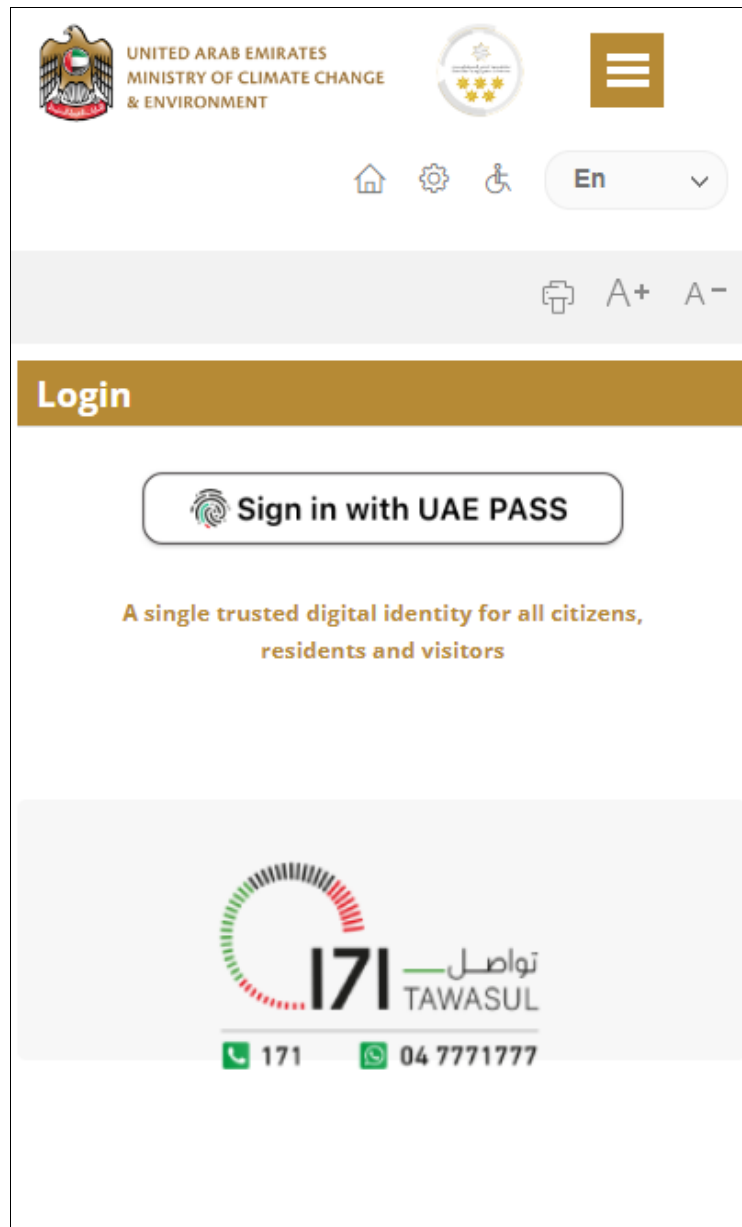 UNITED ARAB EMIRATES
MINISTRY OF CLIMATE CHANGE
& ENVIRONMENT
En
A+ A-
Login
Sign in with UAE PASS
A single trusted digital identity for all citizens,
residents and visitors
171 تواصل
TAWASUL
171 04 7771777